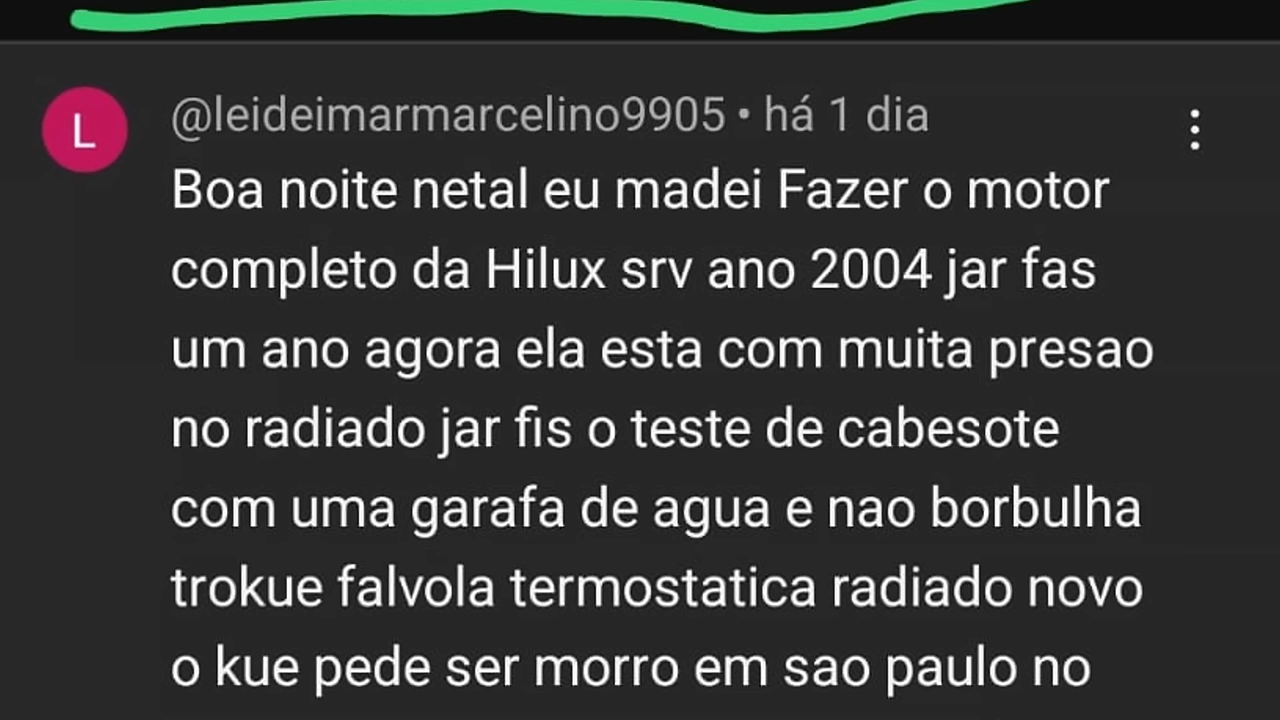 L
@leideimarmarcelino9905 • há 1 dia
Boa noite netal eu madei Fazer o motor
completo da Hilux srv ano 2004 jar fas
um ano agora ela esta com muita presao
no radiado jar fis o teste de cabesote
com uma garafa de agua e nao borbulha
trokue falvola termostatica radiado novo
o kue pede ser morro em sao paulo no